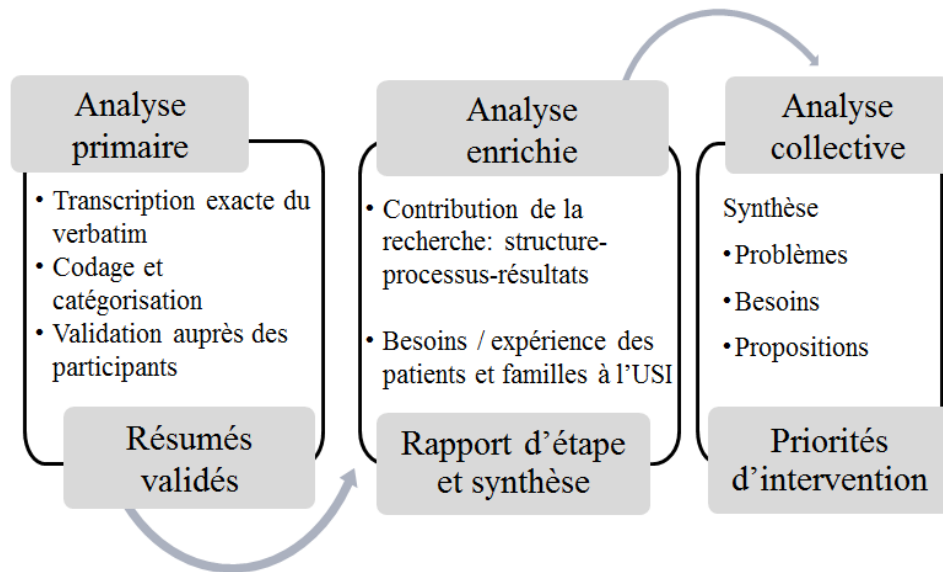 Analyse
primaire
• Transcription exacte du
verbatim
• Codage et
catégorisation
• Validation auprès des
participants
Résumés
validés
Analyse
enrichie
• Contribution de la
recherche: structure-
processus-résultats
• Besoins / expérience des
patients et familles à l’USI
Rapport d’étape
et synthèse
Analyse
collective
Synthèse
•Problèmes
•Besoins
•Propositions
Priorités
d’intervention